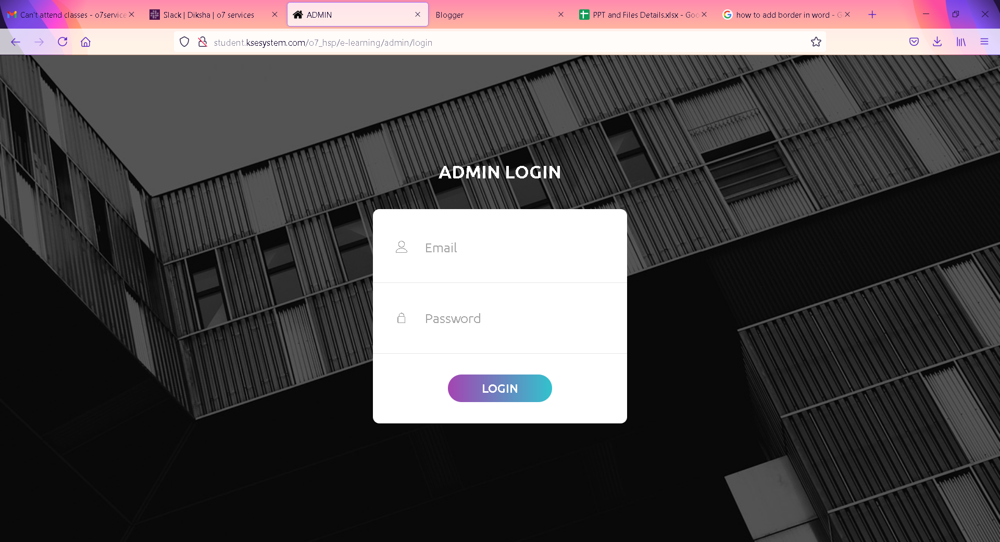 Can't attend classes - o7service
Slack | Diksha | o7 services
ADMIN
Blogger
PPT and Files Details.xlsx - Goo
how to add border in word - G
student.ksesystem.com/o7_hsp/e-learning/admin/login
ADMIN LOGIN
Email
Password
LOGIN